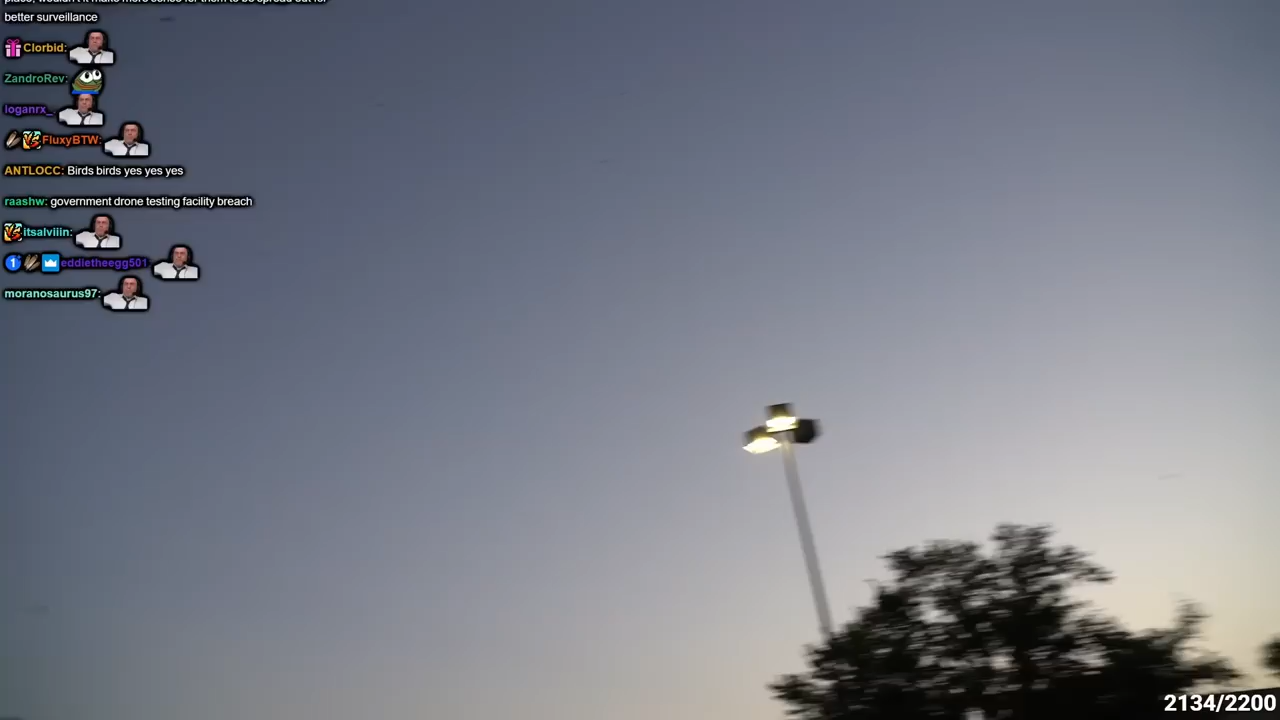 better surveillance
Clorbid:
ZandroRev:
loganrx_
FluxyBTW:
ANTLOCC: Birds birds yes yes yes
raashw: government drone testing facility breach
itsalviiin:
1 eddietheegg501
moranosaurus97:
2134/2200